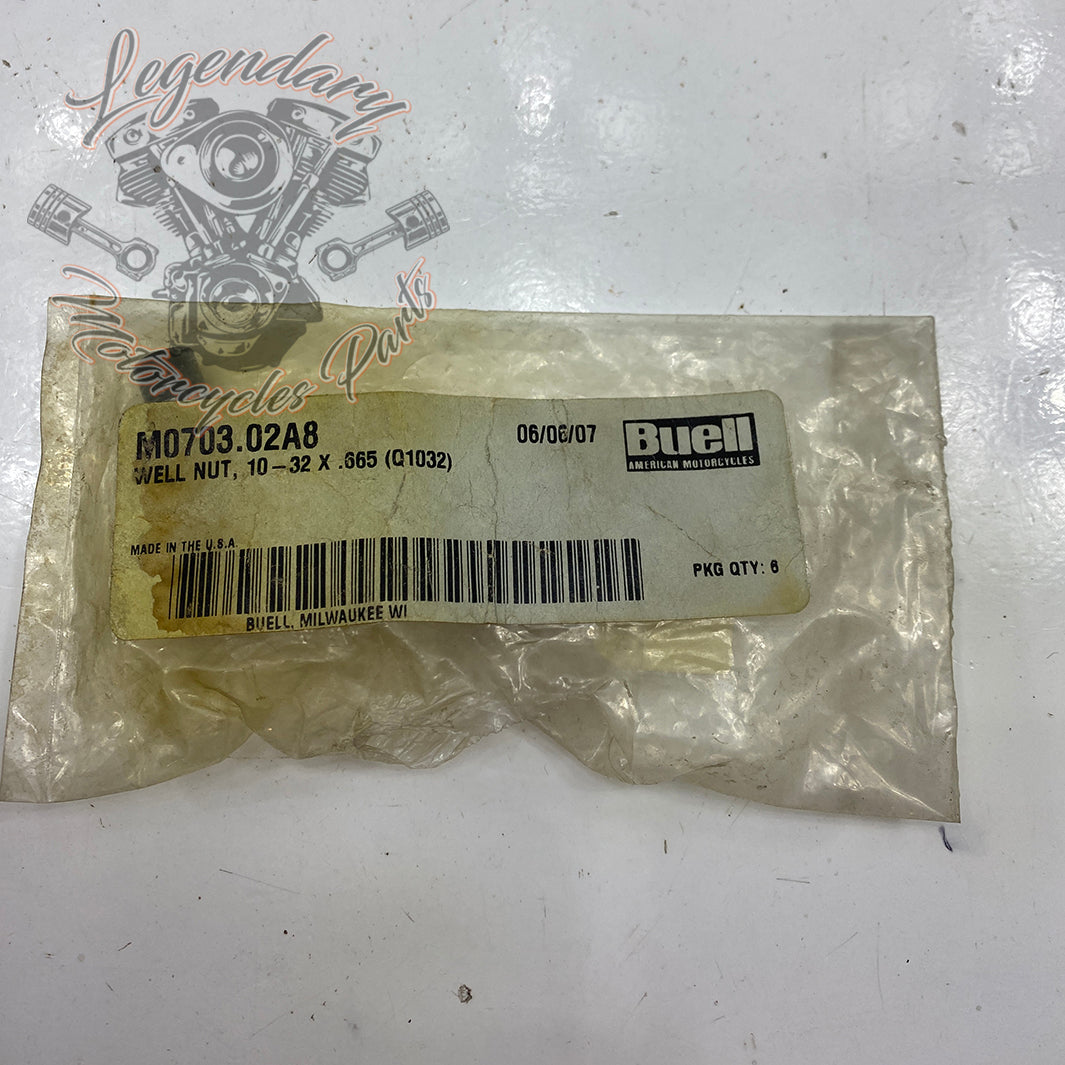 Legendary
Motorcycles Parts
M0703.02A8
06/06/07
Buell
AMERICAN MOTORCYCLES
WELL NUT, 10-32 X .665 (Q1032)
MADE IN THE U.S.A
PKG QTY: 6
BUELL, MILWAUKEE WI